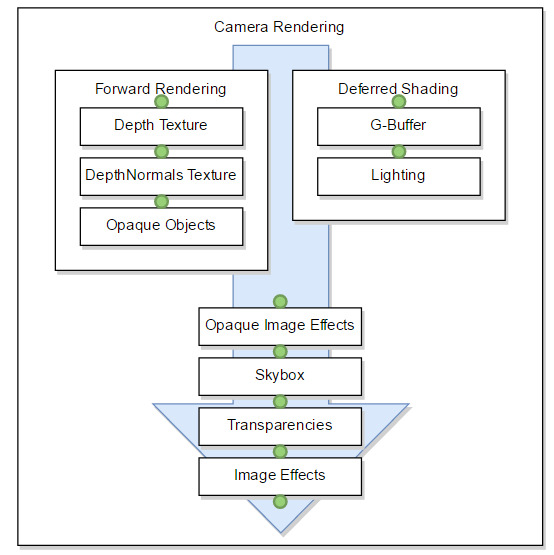 Camera Rendering
Forward Rendering
Depth Texture
DepthNormals Texture
Opaque Objects
Deferred Shading
G-Buffer
Lighting
Opaque Image Effects
Skybox
Transparencies
Image Effects